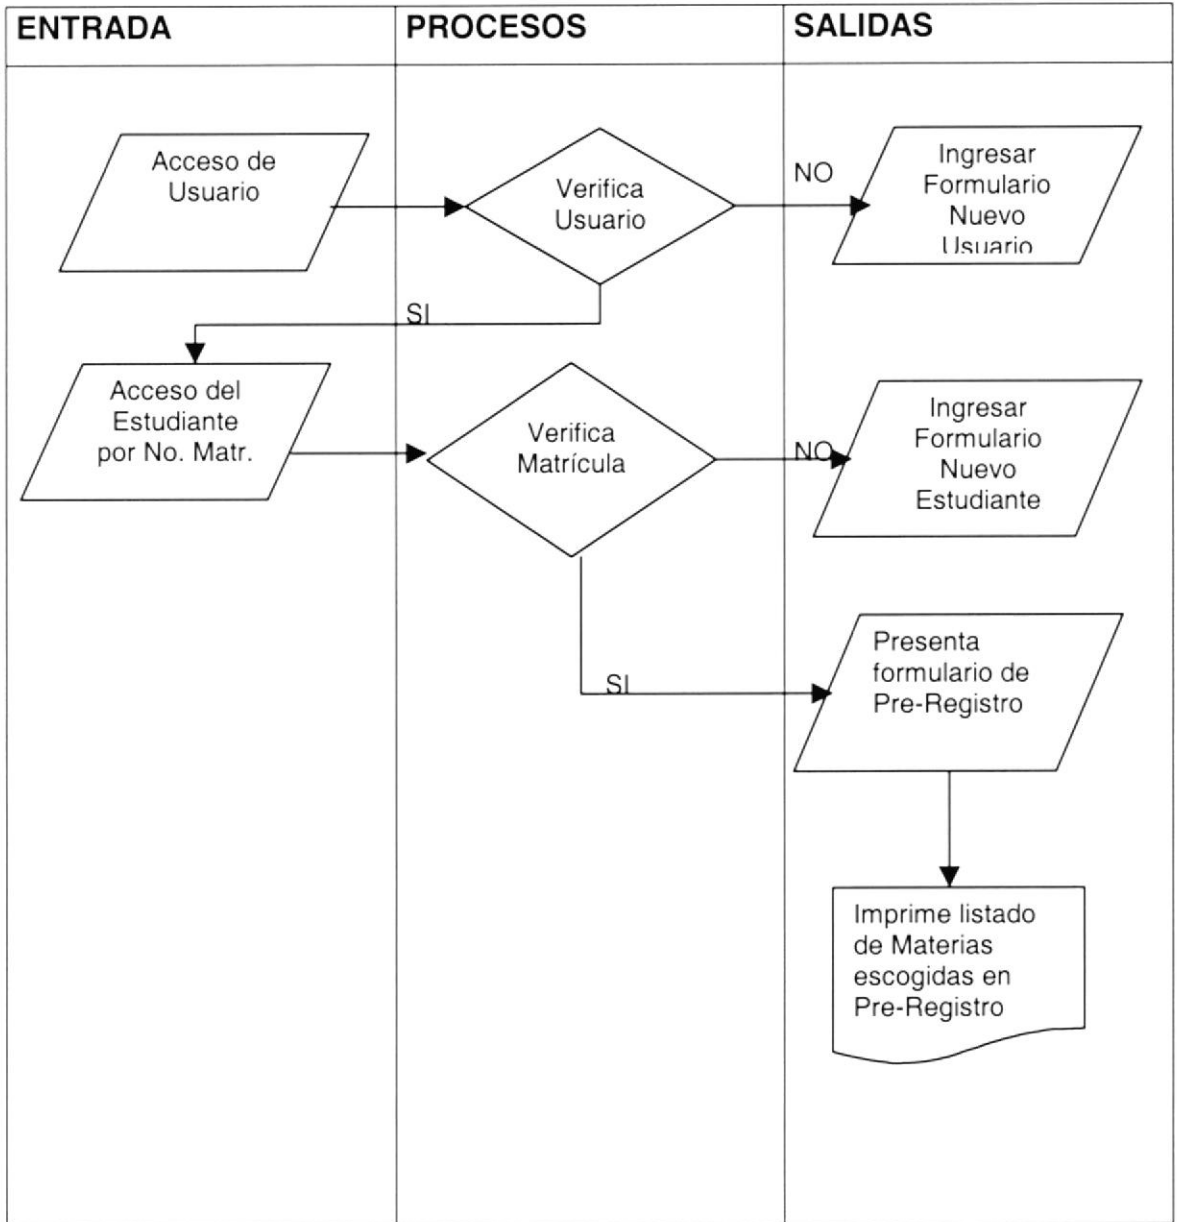 ENTRADA
PROCESOS
SALIDAS
Acceso de
Usuario
Verifica
Usuario
NO
Ingresar
Formulario
Nuevo
Usuario
SI
Acceso del
Estudiante
por No. Matr.
Verifica
Matrícula
NO
Ingresar
Formulario
Nuevo
Estudiante
SI
Presenta
formulario de
Pre-Registro
Imprime listado
de Materias
escogidas en
Pre-Registro